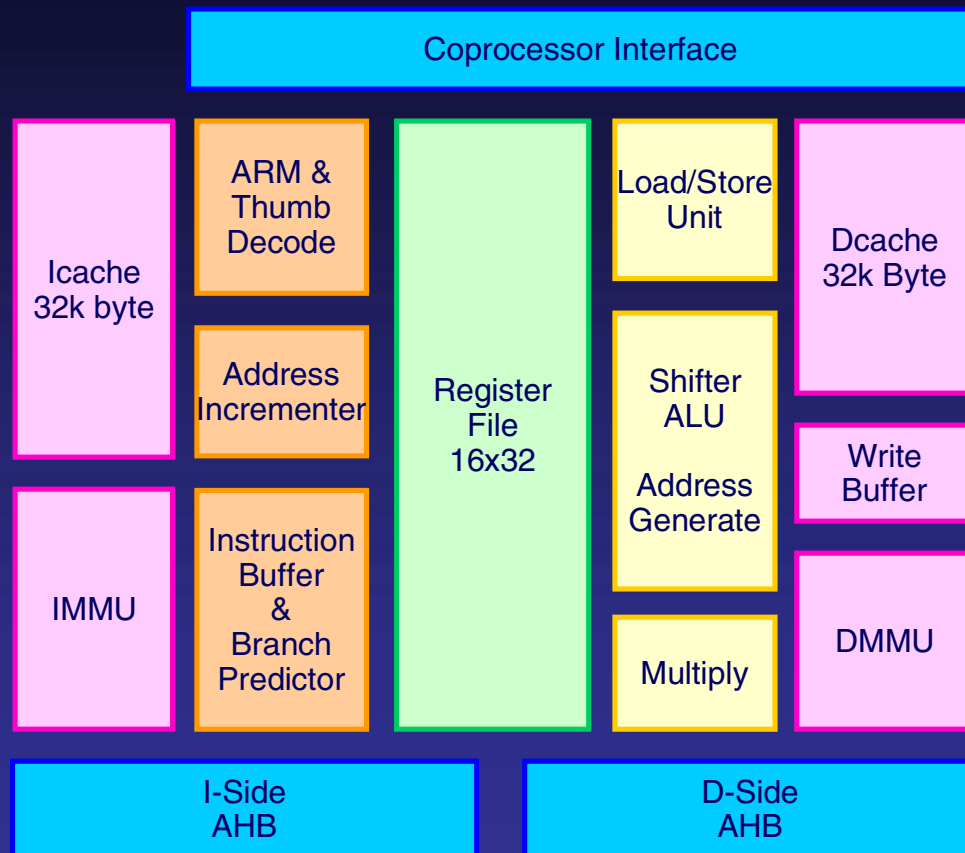 Coprocessor Interface
Icache
32k byte
ARM &
Thumb
Decode
Address
Incrementer
IMMU
Instruction
Buffer
&
Branch
Predictor
Register
File
16x32
Load/Store
Unit
Shifter
ALU
Address
Generate
Multiply
Dcache
32k Byte
Write
Buffer
DMMU
I-Side
AHB
D-Side
AHB